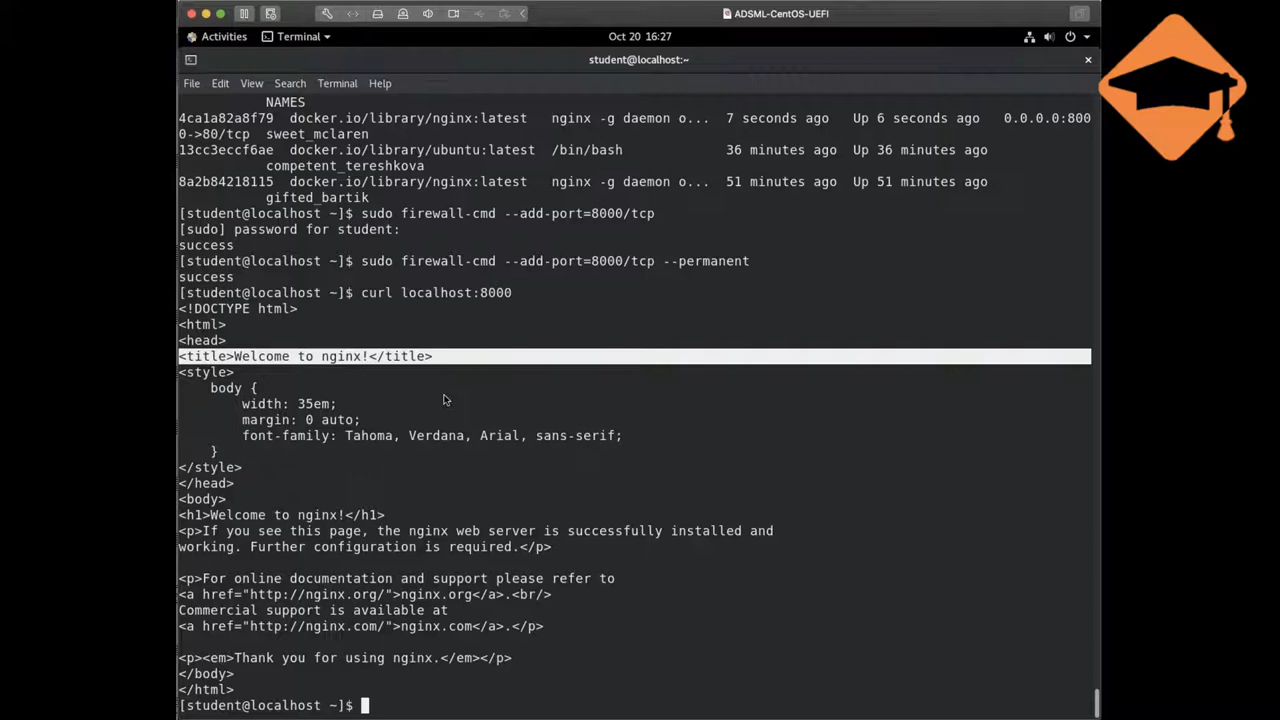 ADSML-CentOS-UEFI
Activities Terminal Oct 20 16:27
student@localhost:~
File Edit View Search Terminal Help
NAMES
4ca1a82a8f79 docker.io/library/nginx:latest nginx -g daemon o... 7 seconds ago Up 6 seconds ago 0.0.0.0:800
0->80/tcp sweet_mclaren
13cc3eccf6ae docker.io/library/ubuntu:latest /bin/bash 36 minutes ago Up 36 minutes ago
competent_tereshkova
8a2b84218115 docker.io/library/nginx:latest nginx -g daemon o... 51 minutes ago Up 51 minutes ago
gifted_bartik
[student@localhost ~]$ sudo firewall-cmd --add-port=8000/tcp
[sudo] password for student:
success
[student@localhost ~]$ sudo firewall-cmd --add-port=8000/tcp --permanent
success
[student@localhost ~]$ curl localhost:8000
<!DOCTYPE html>
<html>
<head>
<title>Welcome to nginx!</title>
<style>
body {
width: 35em;
margin: 0 auto;
font-family: Tahoma, Verdana, Arial, sans-serif;
}
</style>
</head>
<body>
<h1>Welcome to nginx!</h1>
<p>If you see this page, the nginx web server is successfully installed and
working. Further configuration is required.</p>
<p>For online documentation and support please refer to
<a href="http://nginx.org/">nginx.org</a>.<br/>
Commercial support is available at
<a href="http://nginx.com/">nginx.com</a>.</p>
<p><em>Thank you for using nginx.</em></p>
</body>
</html>
[student@localhost ~]$